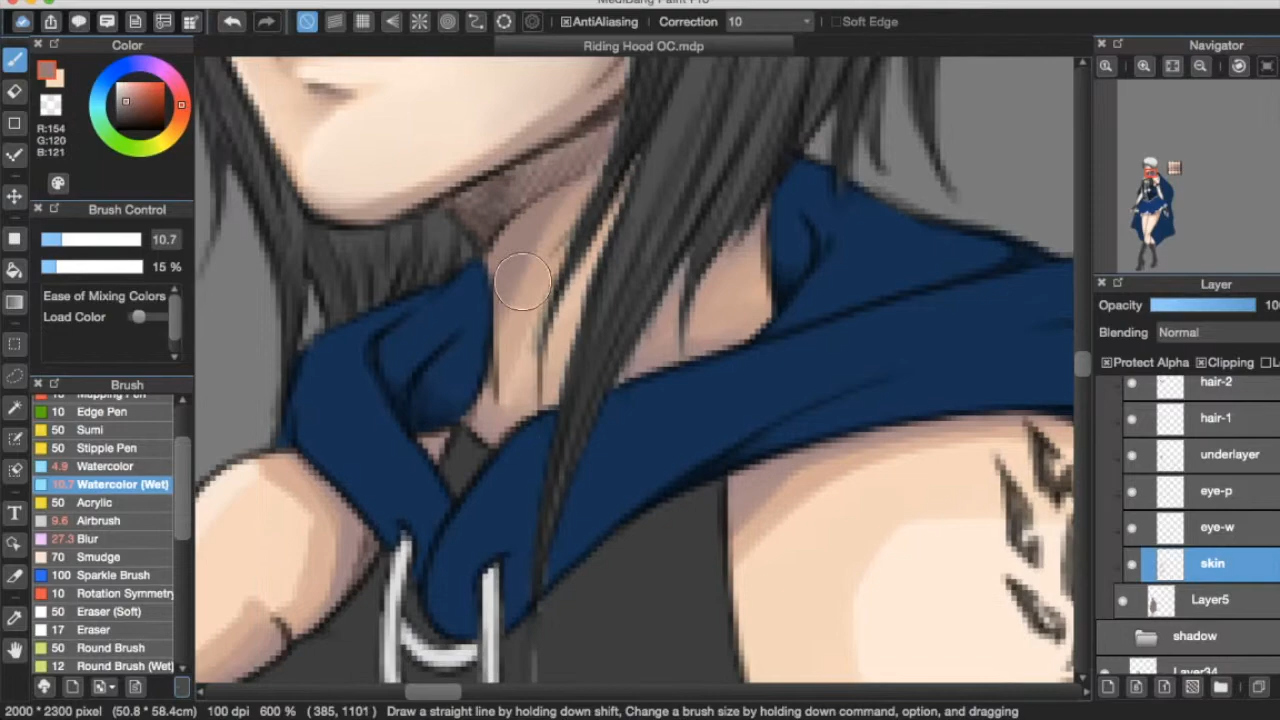 AntiAliasing Correction 10 Soft Edge
Riding Hood OC.mdp
Color
R:154
G:120
B:121
Brush Control
10.7
15 %
Ease of Mixing Colors
Load Color
Brush
10 Edge Pen
50 Sumi
50 Stipple Pen
4.9 Watercolor
10.7 Watercolor (Wet)
50 Acrylic
9.6 Airbrush
27.3 Blur
70 Smudge
100 Sparkle Brush
10 Rotation Symmetry
50 Eraser (Soft)
17 Eraser
50 Round Brush
12 Round Brush (Wet)
Navigator
Layer
Opacity 100
Blending Normal
Protect Alpha Clipping
hair-2
hair-1
underlayer
eye-p
eye-w
skin
Layer5
shadow
Layer34
2000 * 2300 pixel (50.8 * 58.4cm) 100 dpi 600 % ( 385, 1101 ) Draw a straight line by holding down shift, Change a brush size by holding down command, option, and dragging